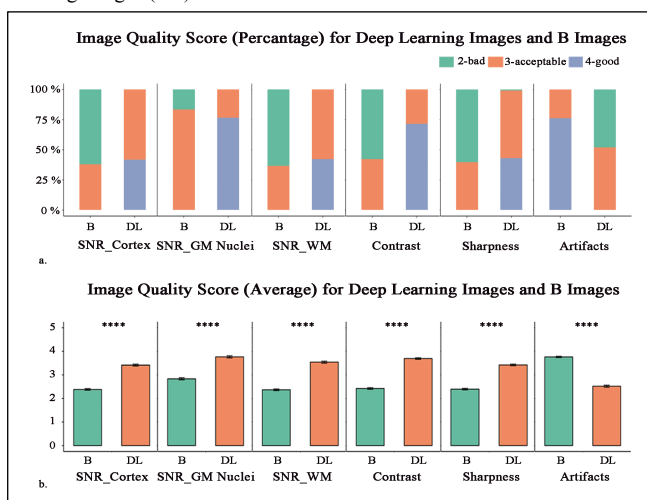 Image Quality Score (Percentage) for Deep Learning Images and B Images
2-bad 3-acceptable 4-good
100 %
75 %
50 %
25 %
0 %
B DL B DL B DL B DL B DL B DL
SNR_Cortex SNR_GM Nuclei SNR_WM Contrast Sharpness Artifacts
a.
Image Quality Score (Average) for Deep Learning Images and B Images
**** **** **** **** **** ****
5
4
3
2
1
0
B DL B DL B DL B DL B DL B DL
SNR_Cortex SNR_GM Nuclei SNR_WM Contrast Sharpness Artifacts
b.